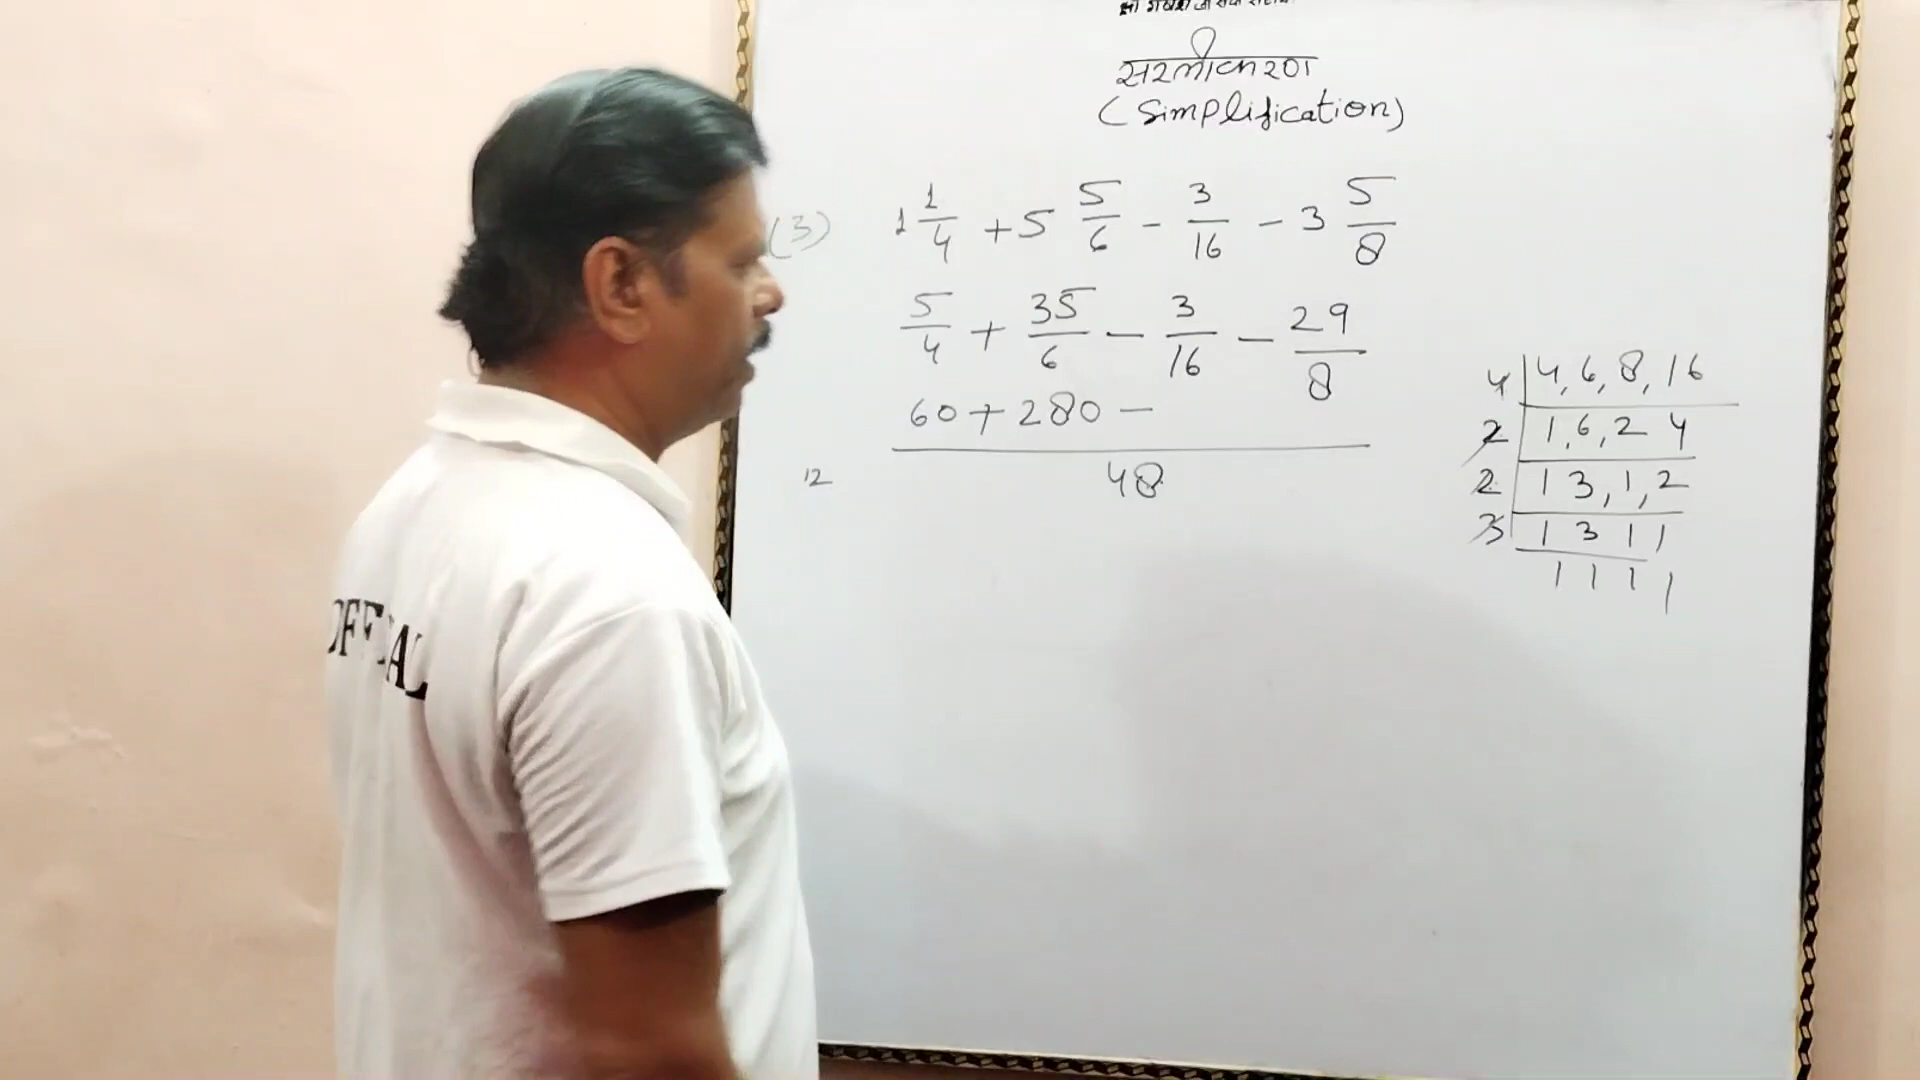 सरलीकरण
(Simplification)
(3) 1 1/4 + 5 5/6 - 3/16 - 3 5/8
5/4 + 35/6 - 3/16 - 29/8
60 + 280 -
48
12
4 | 4, 6, 8, 16
2 | 1, 6, 2 4
2 | 1 3, 1, 2
3 | 1 3 1 1
1 1 1 1